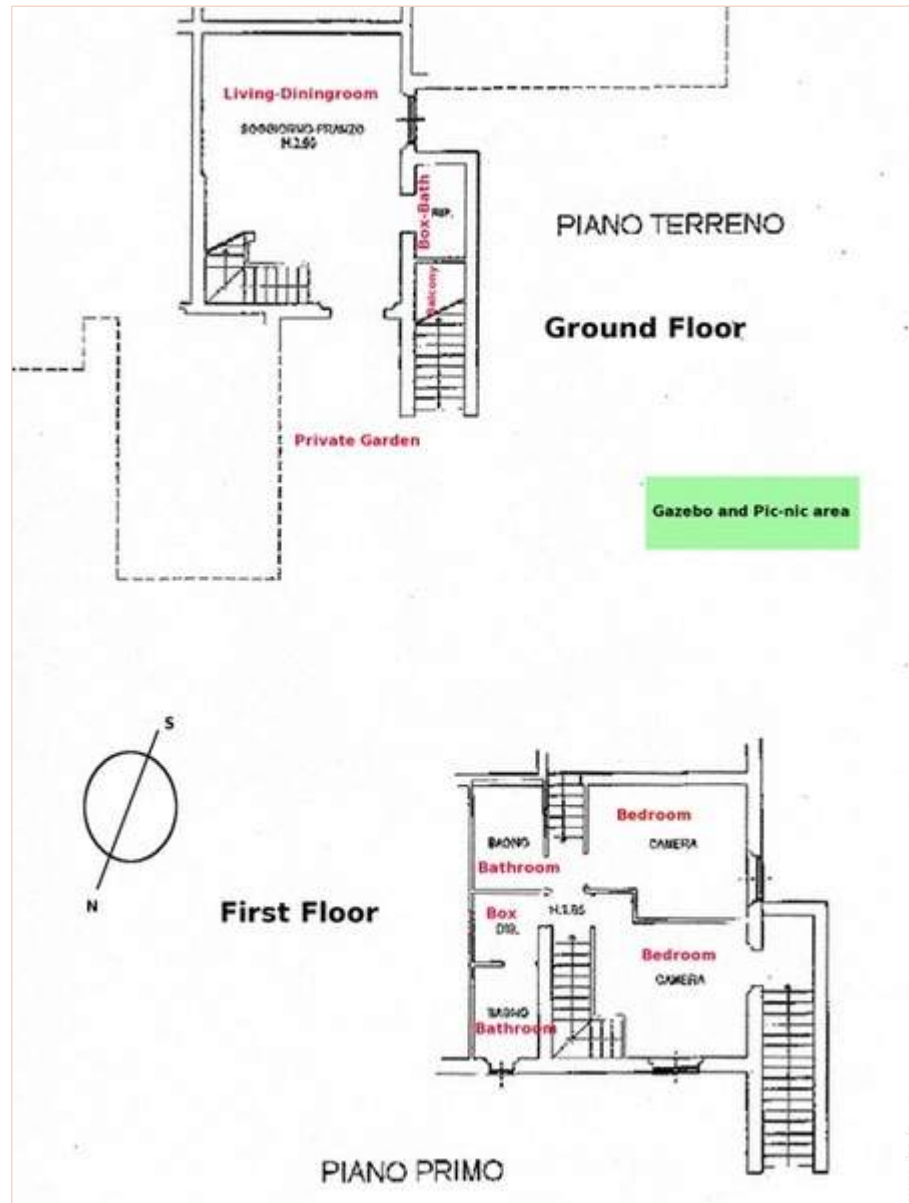 Living-Diningroom
SOGGIORNO-PRANZO
H.2.60
Box-Bath
RIP.
PIANO TERRENO
Balcony
Ground Floor
Private Garden
Gazebo and Pic-nic area
S
N
First Floor
Bedroom
BAGNO
CAMERA
Bathroom
Box
DIS.
Bedroom
CAMERA
BAGNO
Bathroom
PIANO PRIMO